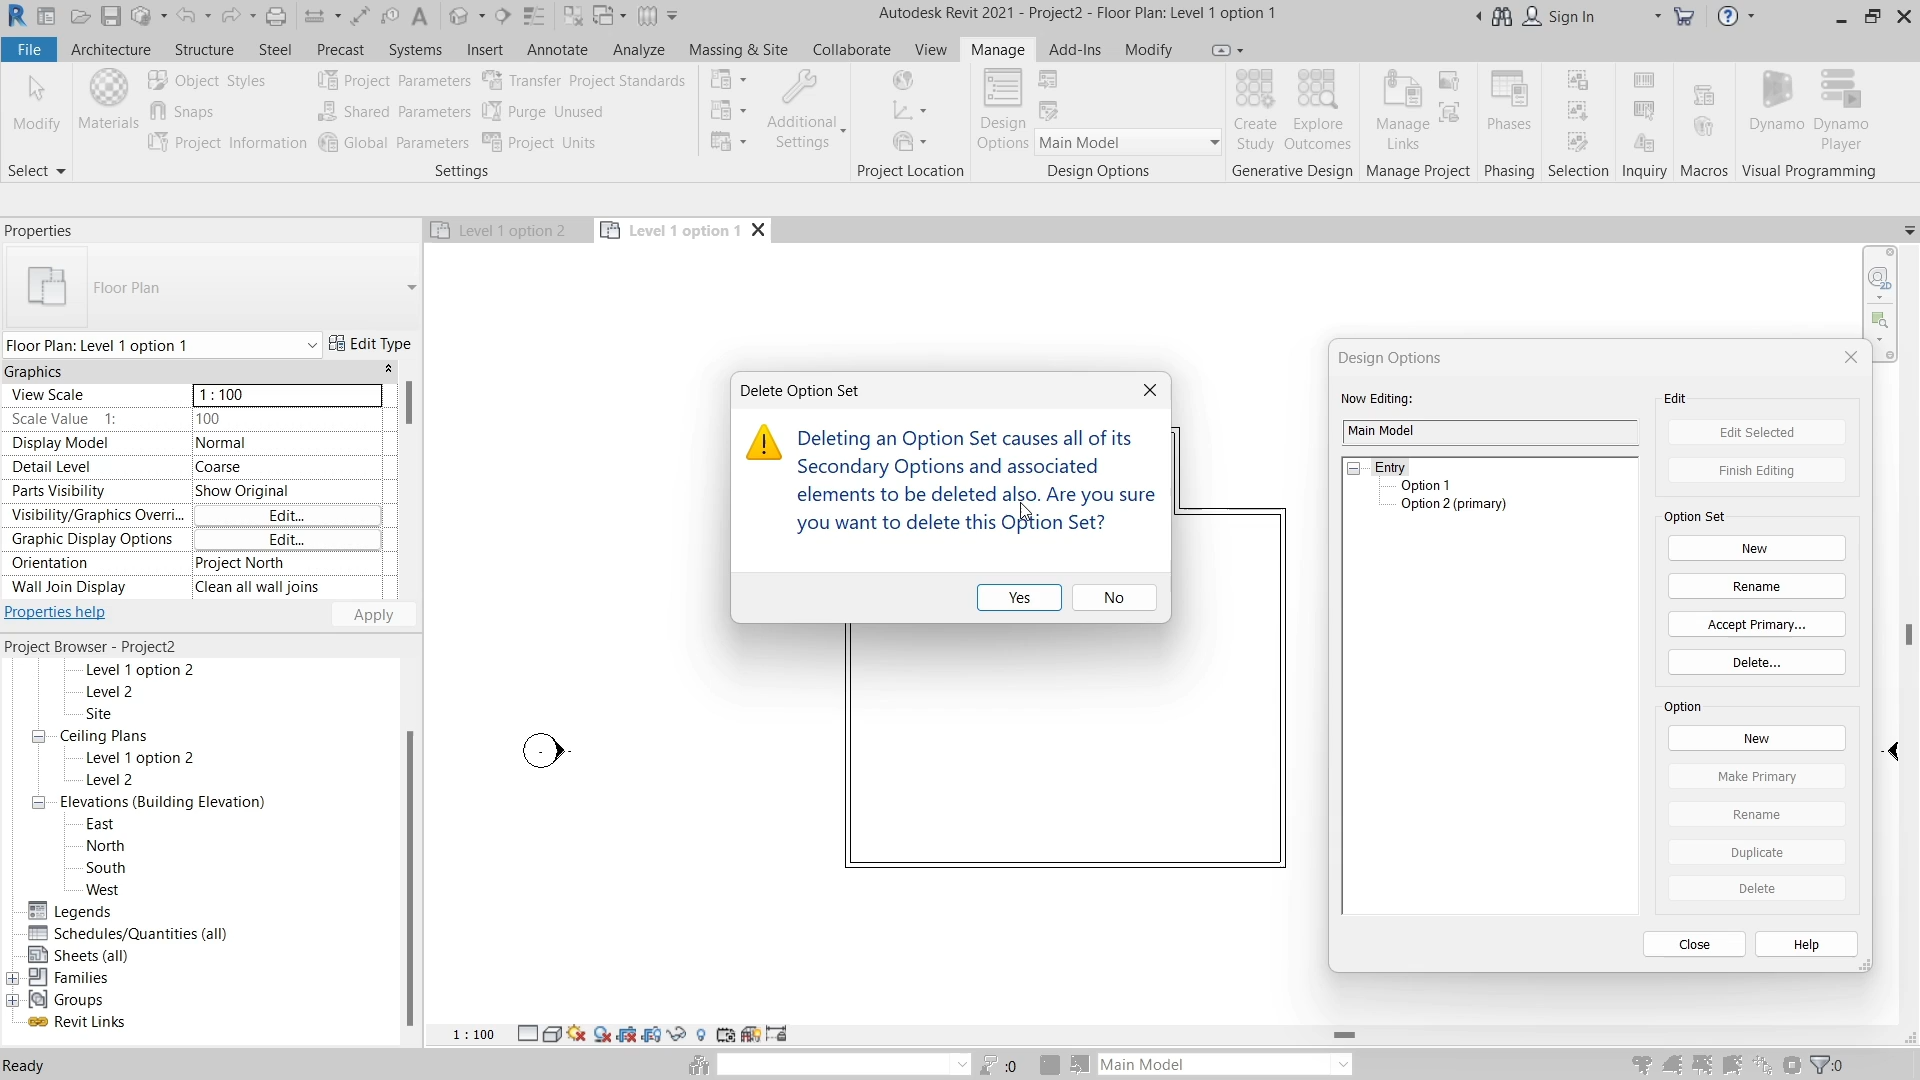 Autodesk Revit 2021 - Project2 - Floor Plan: Level 1 option 1
Sign In
File
Architecture
Structure
Steel
Precast
Systems
Insert
Annotate
Analyze
Massing & Site
Collaborate
View
Manage
Add-Ins
Modify
Modify
Materials
Object Styles
Snaps
Project Information
Project Parameters
Shared Parameters
Global Parameters
Transfer Project Standards
Purge Unused
Project Units
Additional
Settings
Design
Options
Main Model
Create
Study
Explore
Outcomes
Manage
Links
Phases
Dynamo
Dynamo
Player
Select
Settings
Project Location
Design Options
Generative Design
Manage Project
Phasing
Selection
Inquiry
Macros
Visual Programming
Properties
Floor Plan
Floor Plan: Level 1 option 1
Edit Type
Graphics
View Scale
1 : 100
Scale Value 1:
100
Display Model
Normal
Detail Level
Coarse
Parts Visibility
Show Original
Visibility/Graphics Overri...
Edit...
Graphic Display Options
Edit...
Orientation
Project North
Wall Join Display
Clean all wall joins
Properties help
Apply
Project Browser - Project2
Level 1 option 2
Level 2
Site
Ceiling Plans
Level 1 option 2
Level 2
Elevations (Building Elevation)
East
North
South
West
Legends
Schedules/Quantities (all)
Sheets (all)
Families
Groups
Revit Links
Level 1 option 2
Level 1 option 1
2D
Delete Option Set
Deleting an Option Set causes all of its
Secondary Options and associated
elements to be deleted also. Are you sure
you want to delete this Option Set?
Yes
No
Design Options
Now Editing:
Main Model
Entry
Option 1
Option 2 (primary)
Edit
Edit Selected
Finish Editing
Option Set
New
Rename
Accept Primary...
Delete...
Option
New
Make Primary
Rename
Duplicate
Delete
Close
Help
1 : 100
Ready
:0
Main Model
:0